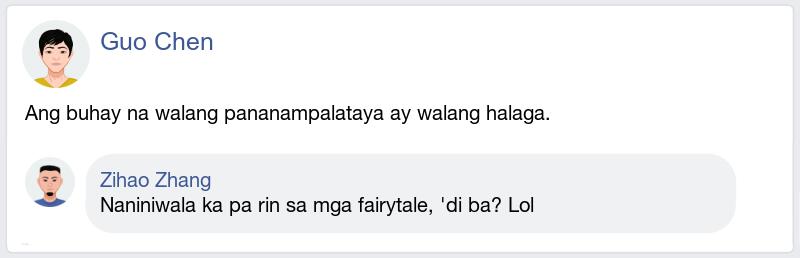 Guo Chen
Ang buhay na walang pananampalataya ay walang halaga.
Zihao Zhang
Naniniwala ka pa rin sa mga fairytale, 'di ba? Lol